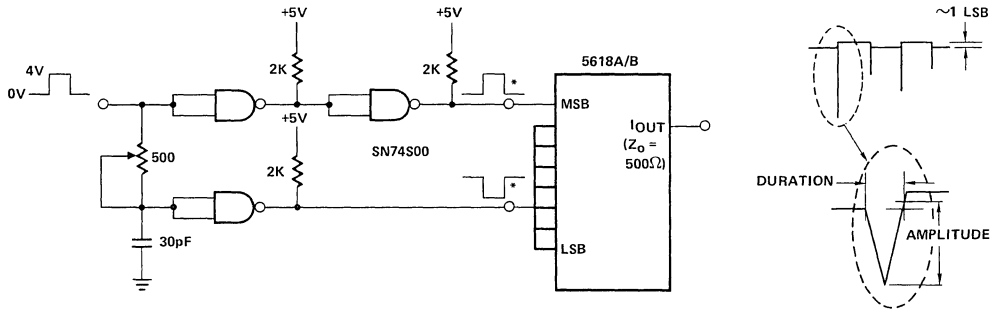 +5V
+5V
~1 LSB
5618A/B
4V
0V
2K
2K
*
MSB
+5V
IOUT
(ZO =
500Ω)
500
SN74S00
2K
*
DURATION
30pF
LSB
AMPLITUDE